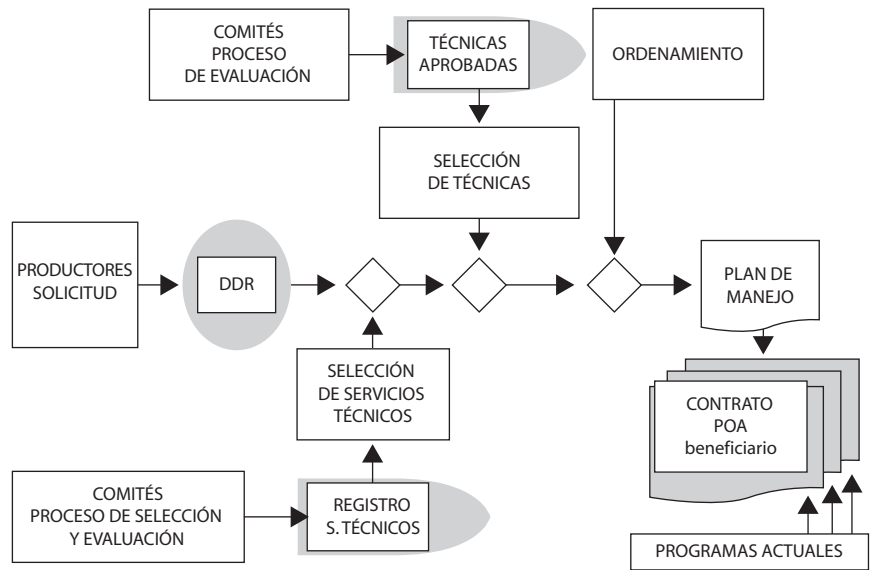 COMITÉS
PROCESO
DE EVALUACIÓN
TÉCNICAS
APROBADAS
ORDENAMIENTO
SELECCIÓN
DE TÉCNICAS
PRODUCTORES
SOLICITUD
DDR
PLAN DE
MANEJO
SELECCIÓN
DE SERVICIOS
TÉCNICOS
CONTRATO
POA
beneficiario
COMITÉS
PROCESO DE SELECCIÓN
Y EVALUACIÓN
REGISTRO
S. TÉCNICOS
PROGRAMAS ACTUALES